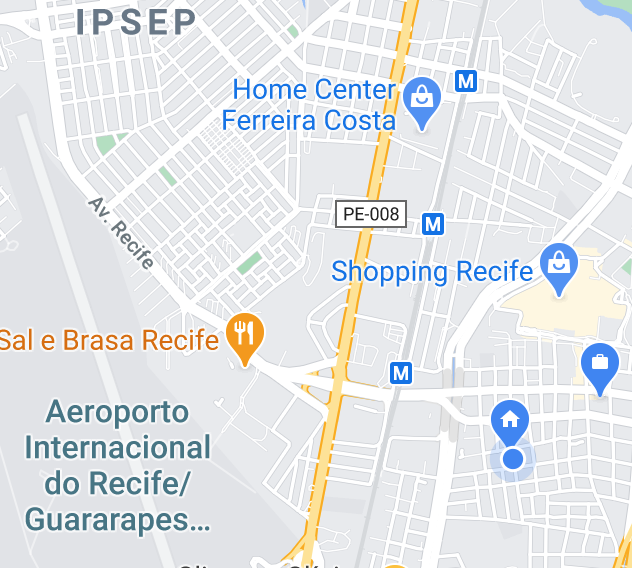 IPSEP
Home Center
Ferreira Costa
M
PE-008
M
Av. Recife
Shopping Recife
Sal e Brasa Recife
M
Aeroporto
Internacional
do Recife/
Guararapes...